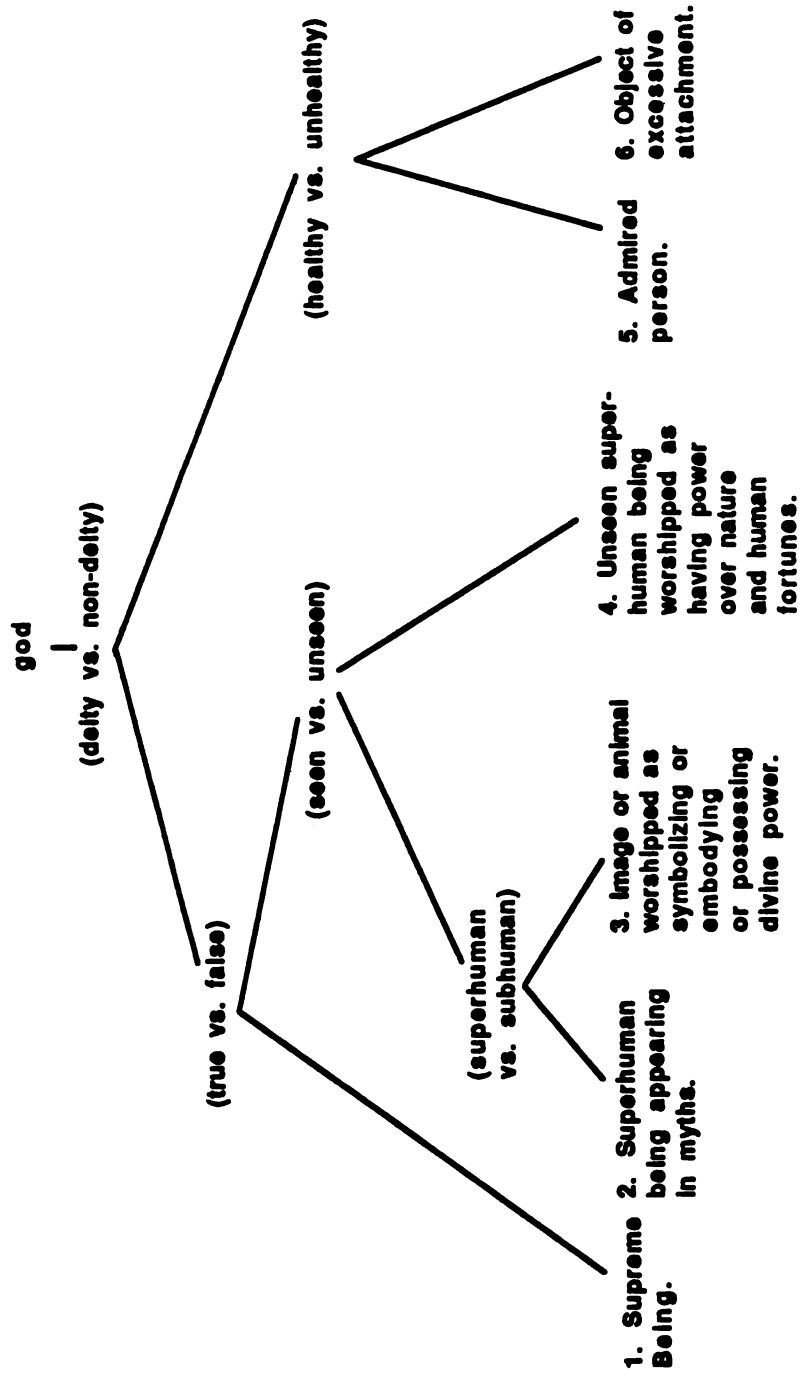 god
(deity vs. non-deity)
(true vs. false)
(healthy vs. unhealthy)
(seen vs. unseen)
(superhuman
vs. subhuman)
1. Supreme
Being.
2. Superhuman
being appearing
in myths.
3. Image or animal
worshipped as
symbolizing or
embodying
or possessing
divine power.
4. Unseen super-
human being
worshipped as
having power
over nature
and human
fortunes.
5. Admired
person.
6. Object of
excessive
attachment.